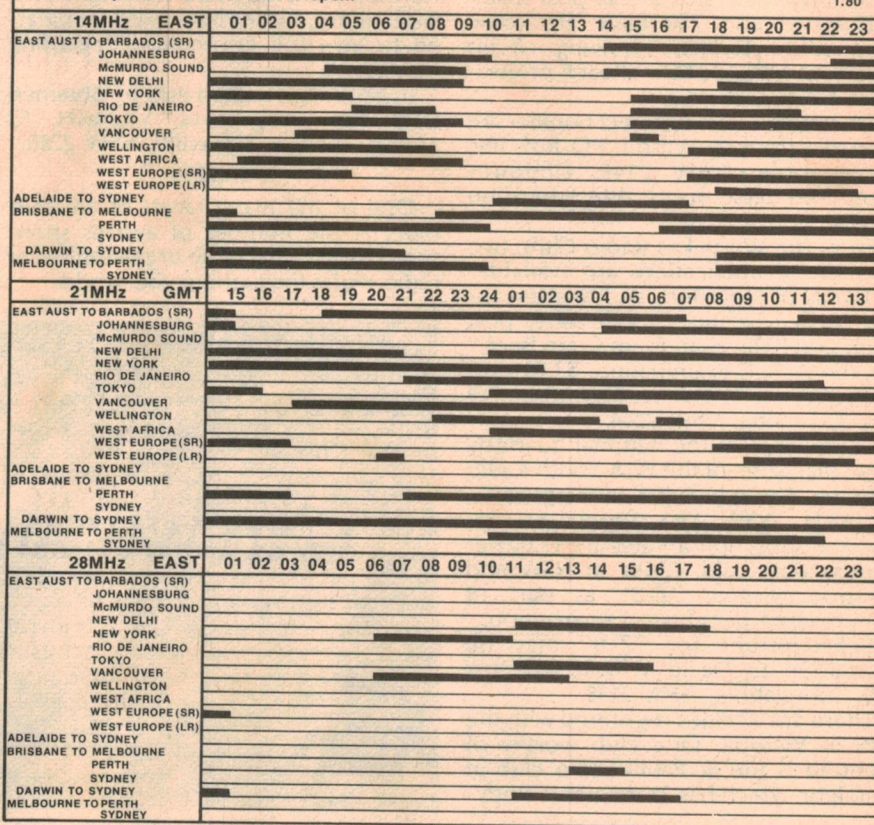 1.80
14MHz EAST 01 02 03 04 05 06 07 08 09 10 11 12 13 14 15 16 17 18 19 20 21 22 23
EAST AUST TO BARBADOS (SR)
JOHANNESBURG
McMURDO SOUND
NEW DELHI
NEW YORK
RIO DE JANEIRO
TOKYO
VANCOUVER
WELLINGTON
WEST AFRICA
WEST EUROPE (SR)
WEST EUROPE (LR)
ADELAIDE TO SYDNEY
BRISBANE TO MELBOURNE
PERTH
SYDNEY
DARWIN TO SYDNEY
MELBOURNE TO PERTH
SYDNEY
21MHz GMT 15 16 17 18 19 20 21 22 23 24 01 02 03 04 05 06 07 08 09 10 11 12 13
EAST AUST TO BARBADOS (SR)
JOHANNESBURG
McMURDO SOUND
NEW DELHI
NEW YORK
RIO DE JANEIRO
TOKYO
VANCOUVER
WELLINGTON
WEST AFRICA
WEST EUROPE (SR)
WEST EUROPE (LR)
ADELAIDE TO SYDNEY
BRISBANE TO MELBOURNE
PERTH
SYDNEY
DARWIN TO SYDNEY
MELBOURNE TO PERTH
SYDNEY
28MHz EAST 01 02 03 04 05 06 07 08 09 10 11 12 13 14 15 16 17 18 19 20 21 22 23
EAST AUST TO BARBADOS (SR)
JOHANNESBURG
McMURDO SOUND
NEW DELHI
NEW YORK
RIO DE JANEIRO
TOKYO
VANCOUVER
WELLINGTON
WEST AFRICA
WEST EUROPE (SR)
WEST EUROPE (LR)
ADELAIDE TO SYDNEY
BRISBANE TO MELBOURNE
PERTH
SYDNEY
DARWIN TO SYDNEY
MELBOURNE TO PERTH
SYDNEY